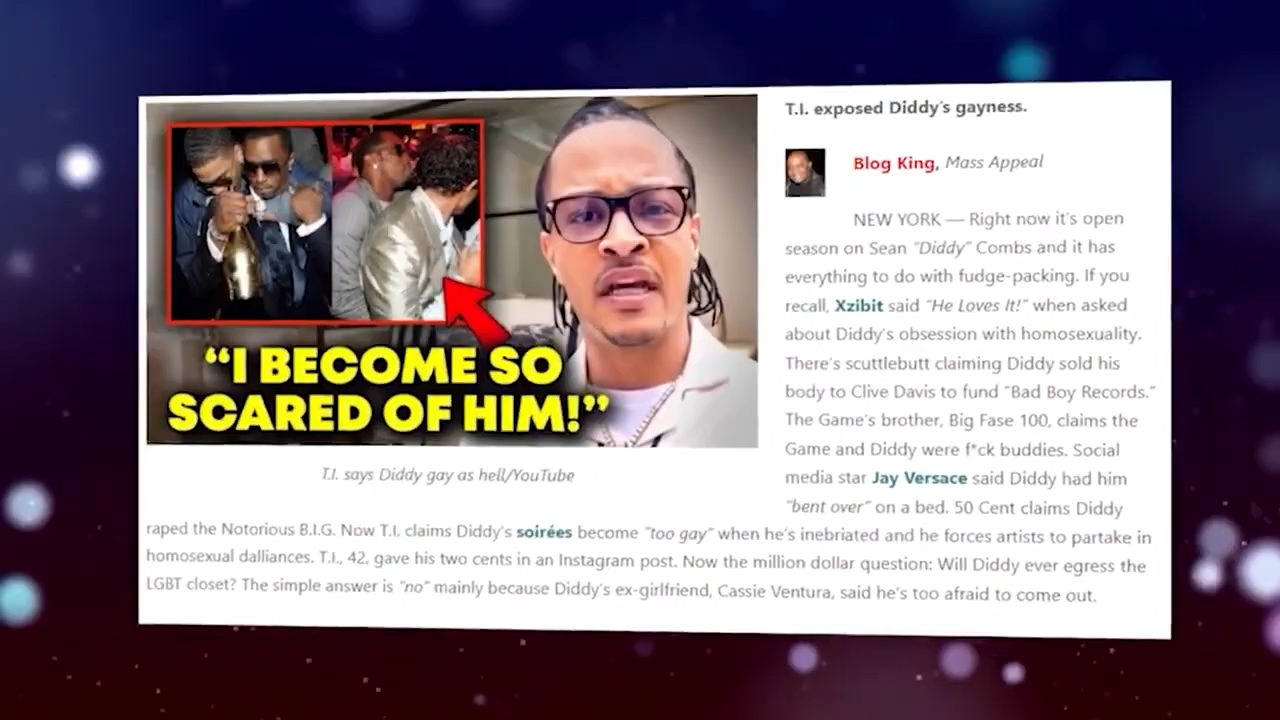 T.I. exposed Diddy's gayness.
Blog King, Mass Appeal
NEW YORK — Right now it's open
season on Sean "Diddy" Combs and it has
everything to do with fudge-packing. If you
recall, Xzibit said "He Loves It!" when asked
about Diddy's obsession with homosexuality.
There's scuttlebutt claiming Diddy sold his
body to Clive Davis to fund "Bad Boy Records."
The Game's brother, Big Fase 100, claims the
Game and Diddy were f*ck buddies. Social
media star Jay Versace said Diddy had him
"bent over" on a bed. 50 Cent claims Diddy
raped the Notorious B.I.G. Now T.I. claims Diddy's soirées become "too gay" when he's inebriated and he forces artists to partake in
homosexual dalliances. T.I., 42, gave his two cents in an Instagram post. Now the million dollar question: Will Diddy ever egress the
LGBT closet? The simple answer is "no" mainly because Diddy's ex-girlfriend, Cassie Ventura, said he's too afraid to come out.
"I BECOME SO
SCARED OF HIM!"
T.I. says Diddy gay as hell/YouTube